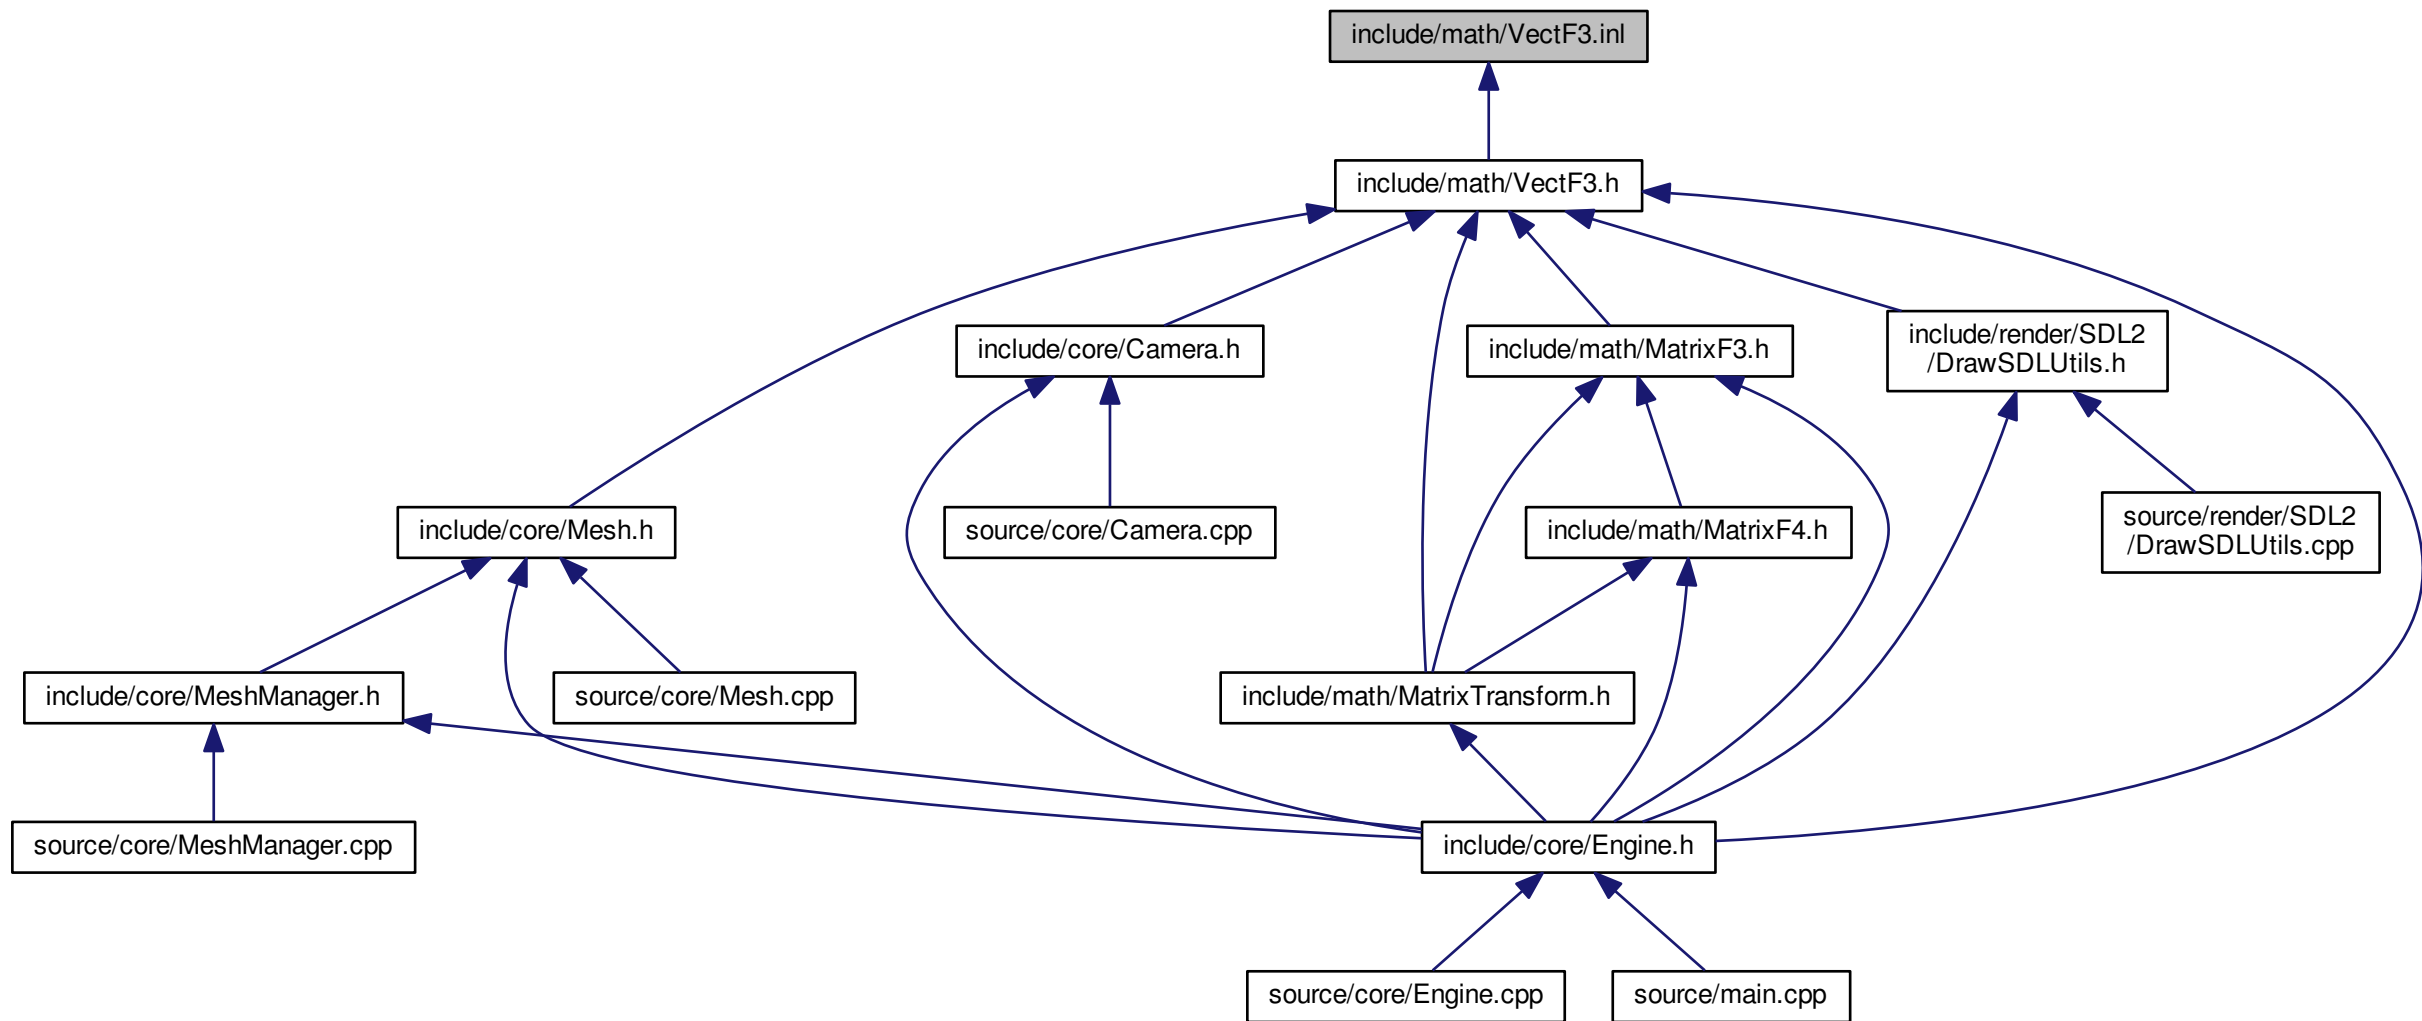 include/math/VectF3.inl
include/math/VectF3.h
include/core/Camera.h
include/math/MatrixF3.h
include/render/SDL2
/DrawSDLUtils.h
include/core/Mesh.h
source/core/Camera.cpp
include/math/MatrixF4.h
source/render/SDL2
/DrawSDLUtils.cpp
include/core/MeshManager.h
source/core/Mesh.cpp
include/math/MatrixTransform.h
source/core/MeshManager.cpp
include/core/Engine.h
source/core/Engine.cpp
source/main.cpp